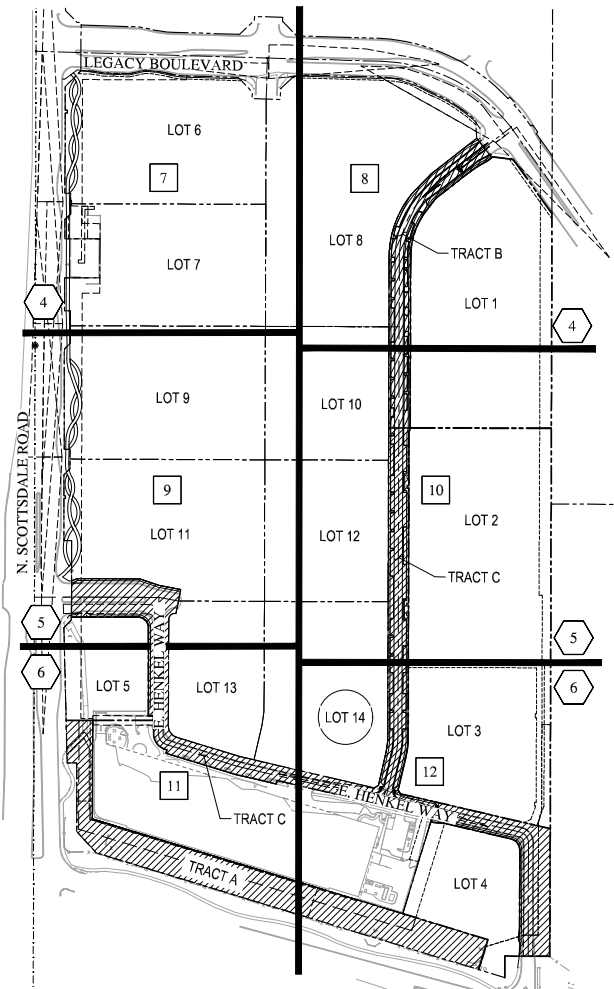 LEGACY BOULEVARD
LOT 6
7
8
LOT 8
TRACT B
LOT 7
LOT 1
4
4
LOT 9
LOT 10
N. SCOTTSDALE ROAD
9
10
LOT 2
LOT 11
LOT 12
TRACT C
5
5
6
6
E. HENKEL WAY
LOT 5
LOT 13
LOT 14
LOT 3
12
11
E. HENKEL WAY
TRACT C
TRACT A
LOT 4